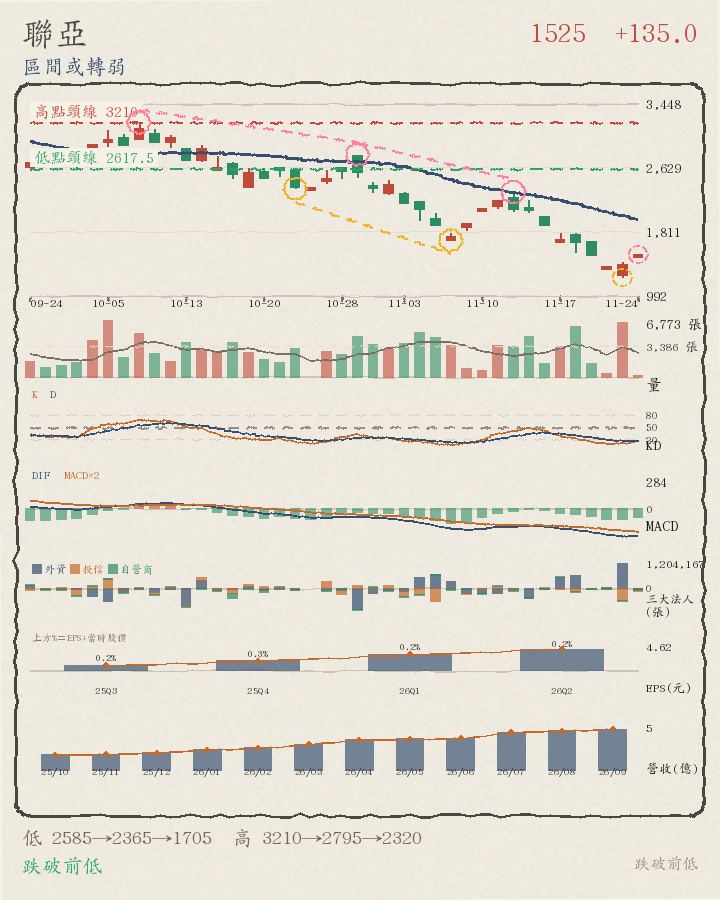 聯亞
1525 +135.0
區間或轉弱
高點頸線 3210
低點頸線 2617.5
3,448
2,629
1,811
992
09-24 10-05 10-13 10-20 10-28 11-03 11-10 11-17 11-24
6,773 張
3,386 張
量
K D
80
50
20
KD
DIF MACD×2
284
0
MACD
外資 投信 自營商
1,204,167
0
三大法人
(張)
上方%=EPS÷當時股價
0.2% 0.3% 0.2% 0.2%
4.62
25Q3 25Q4 26Q1 26Q2
EPS(元)
5
25/10 25/11 25/12 26/01 26/02 26/03 26/04 26/05 26/06 26/07 26/08 26/09
營收(億)
低 2585→2365→1705 高 3210→2795→2320
跌破前低
跌破前低